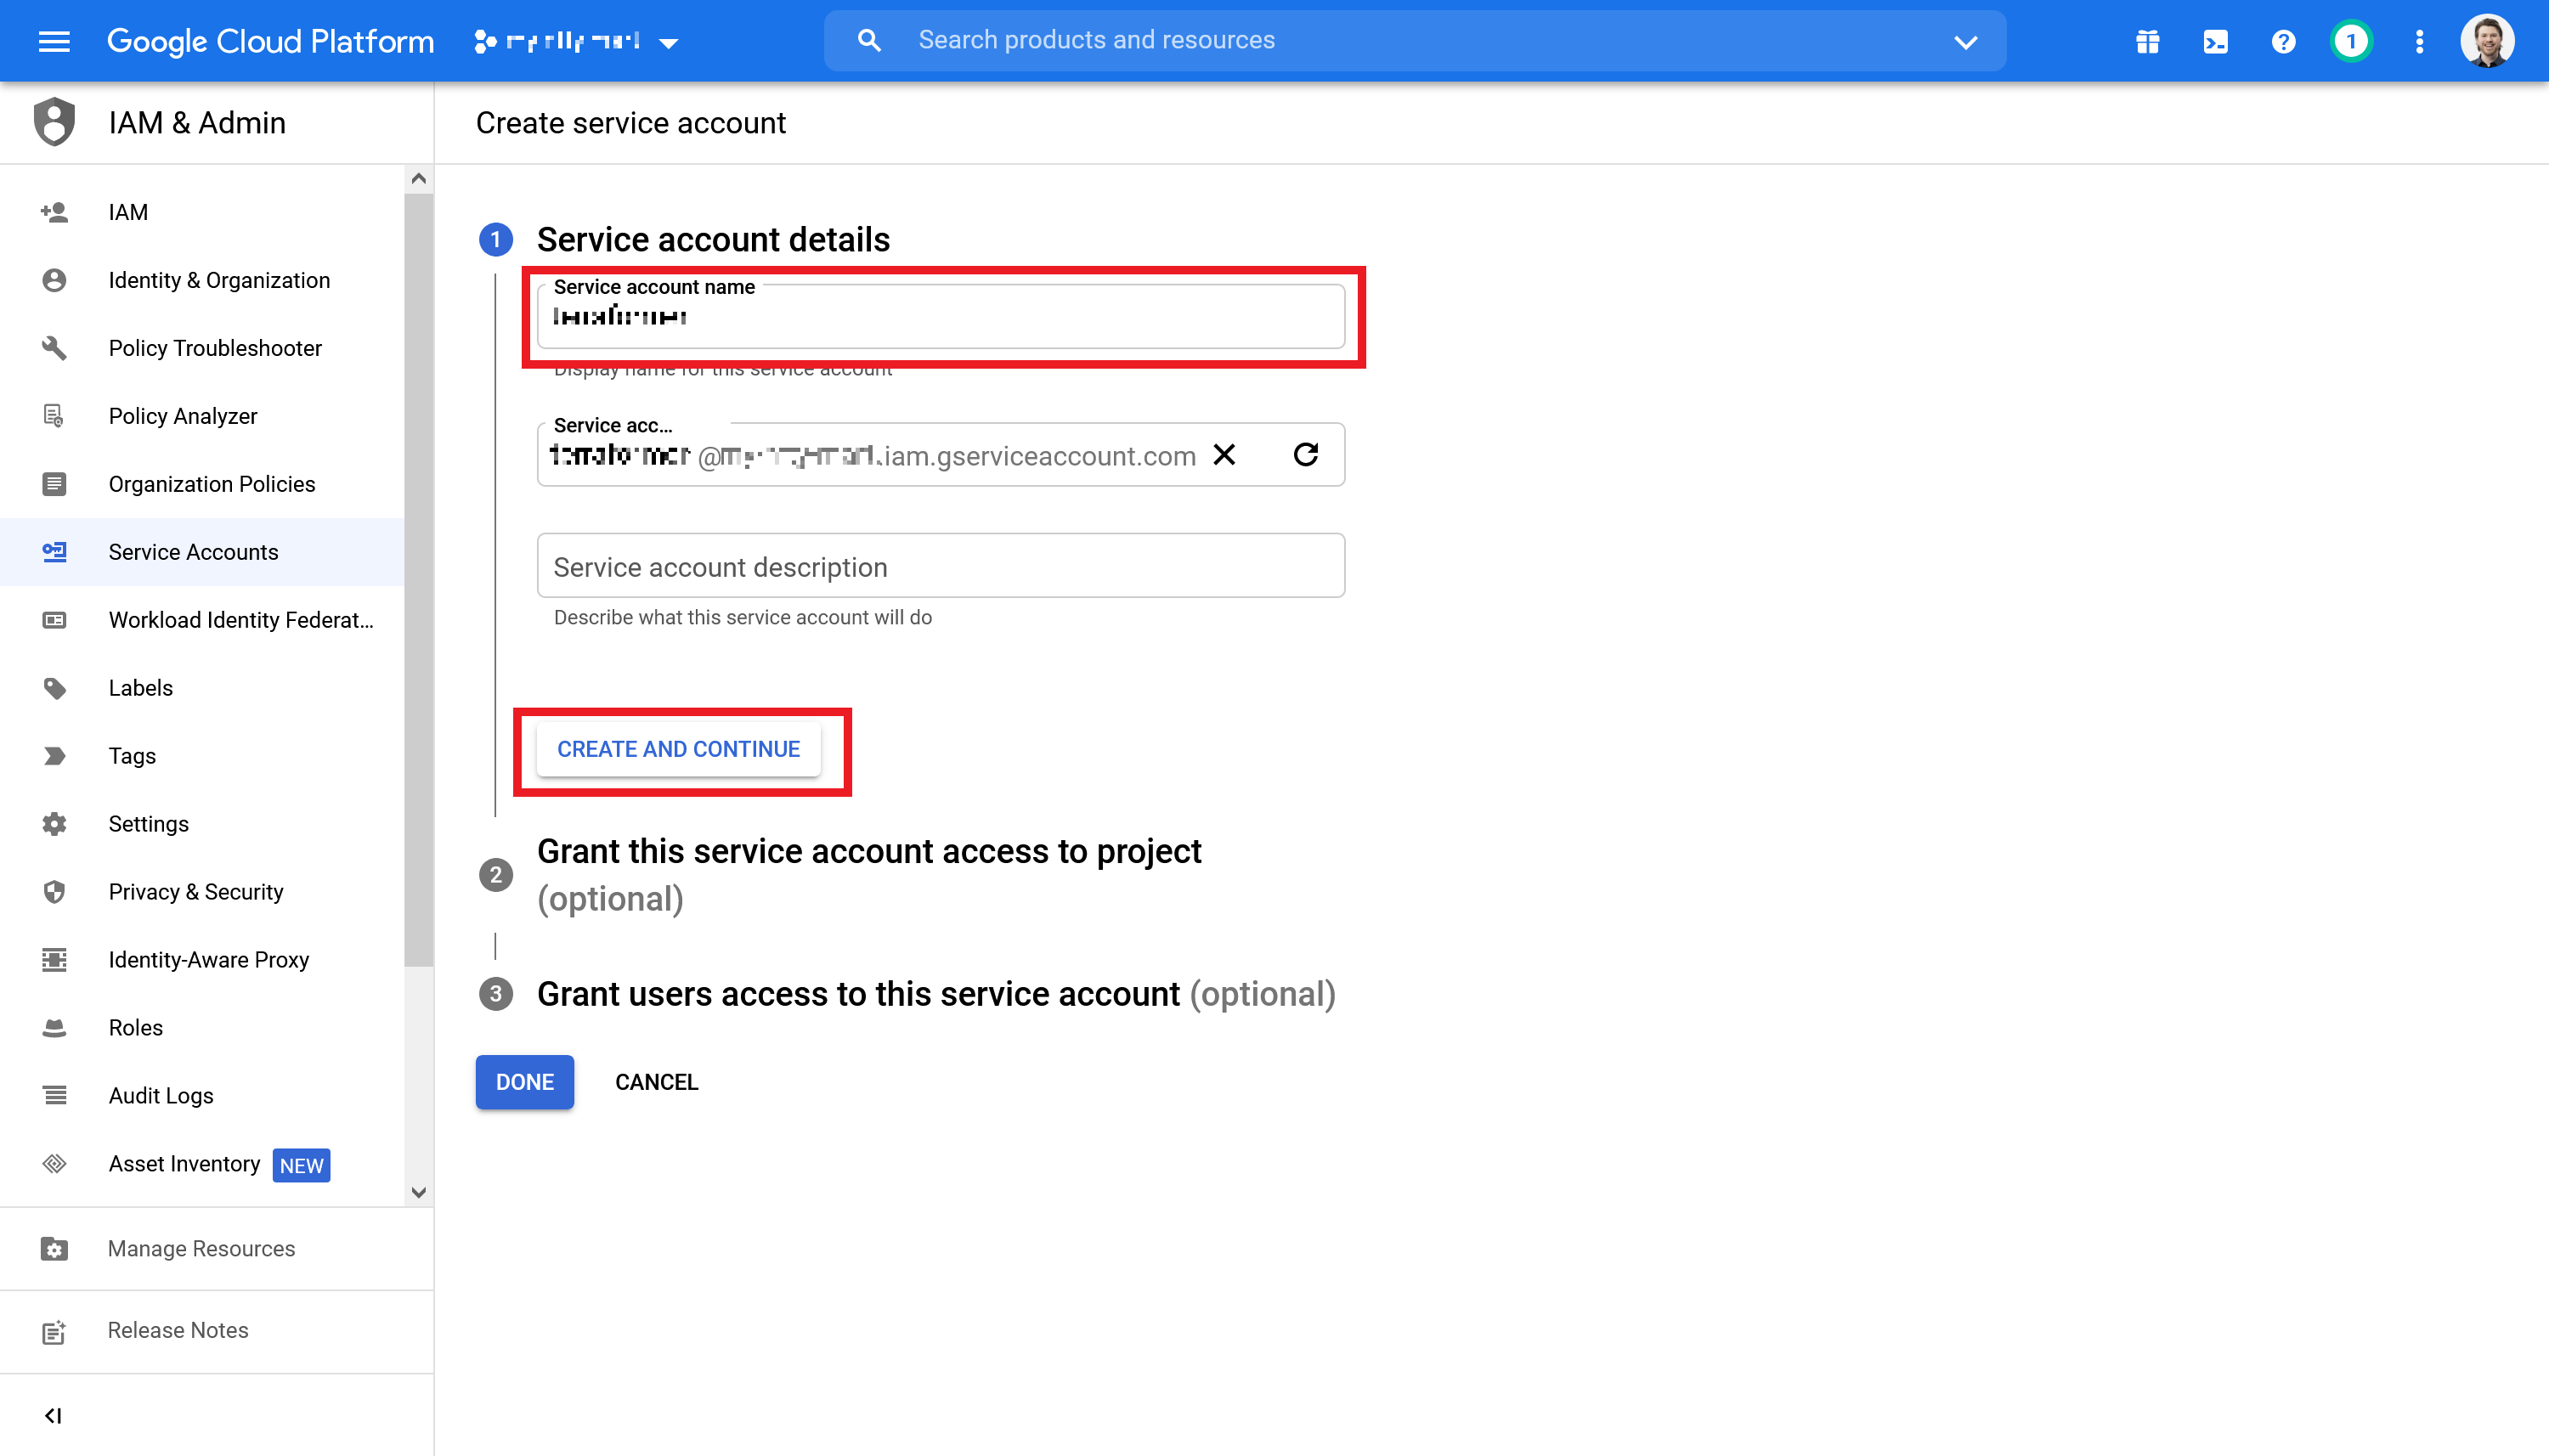 Google Cloud Platform
Search products and resources
1
IAM & Admin
Create service account
IAM
Identity & Organization
Policy Troubleshooter
Policy Analyzer
Organization Policies
Service Accounts
Workload Identity Federat...
Labels
Tags
Settings
Privacy & Security
Identity-Aware Proxy
Roles
Audit Logs
Asset Inventory NEW
Manage Resources
Release Notes
1 Service account details
Service account name
Display name for this service account
Service acc...
.iam.gserviceaccount.com
Service account description
Describe what this service account will do
CREATE AND CONTINUE
2 Grant this service account access to project
(optional)
3 Grant users access to this service account (optional)
DONE CANCEL